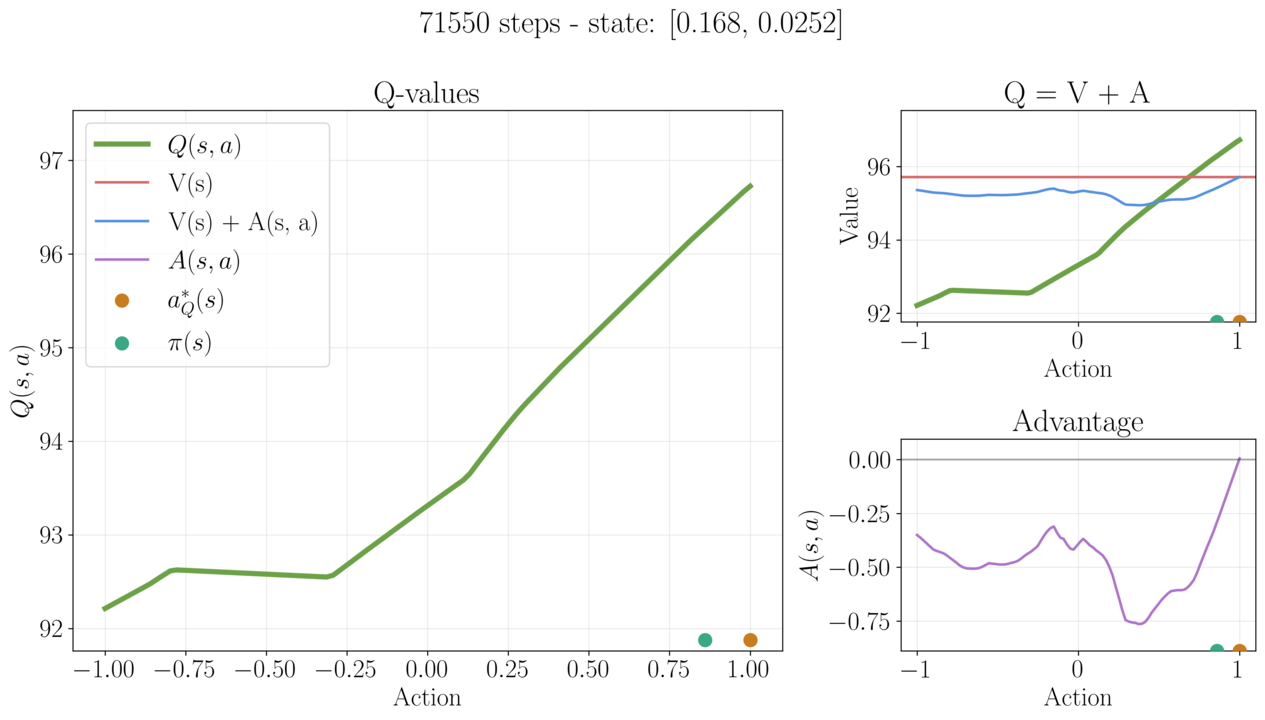 71550 steps - state: [0.168, 0.0252]
Q-values
Q(s, a)
V(s)
V(s) + A(s, a)
A(s, a)
a*Q(s)
π(s)
97
96
95
94
93
92
Q(s, a)
−1.00 −0.75 −0.50 −0.25 0.00 0.25 0.50 0.75 1.00
Action
Q = V + A
96
94
92
Value
−1 0 1
Action
Advantage
0.00
−0.25
−0.50
−0.75
A(s, a)
−1 0 1
Action